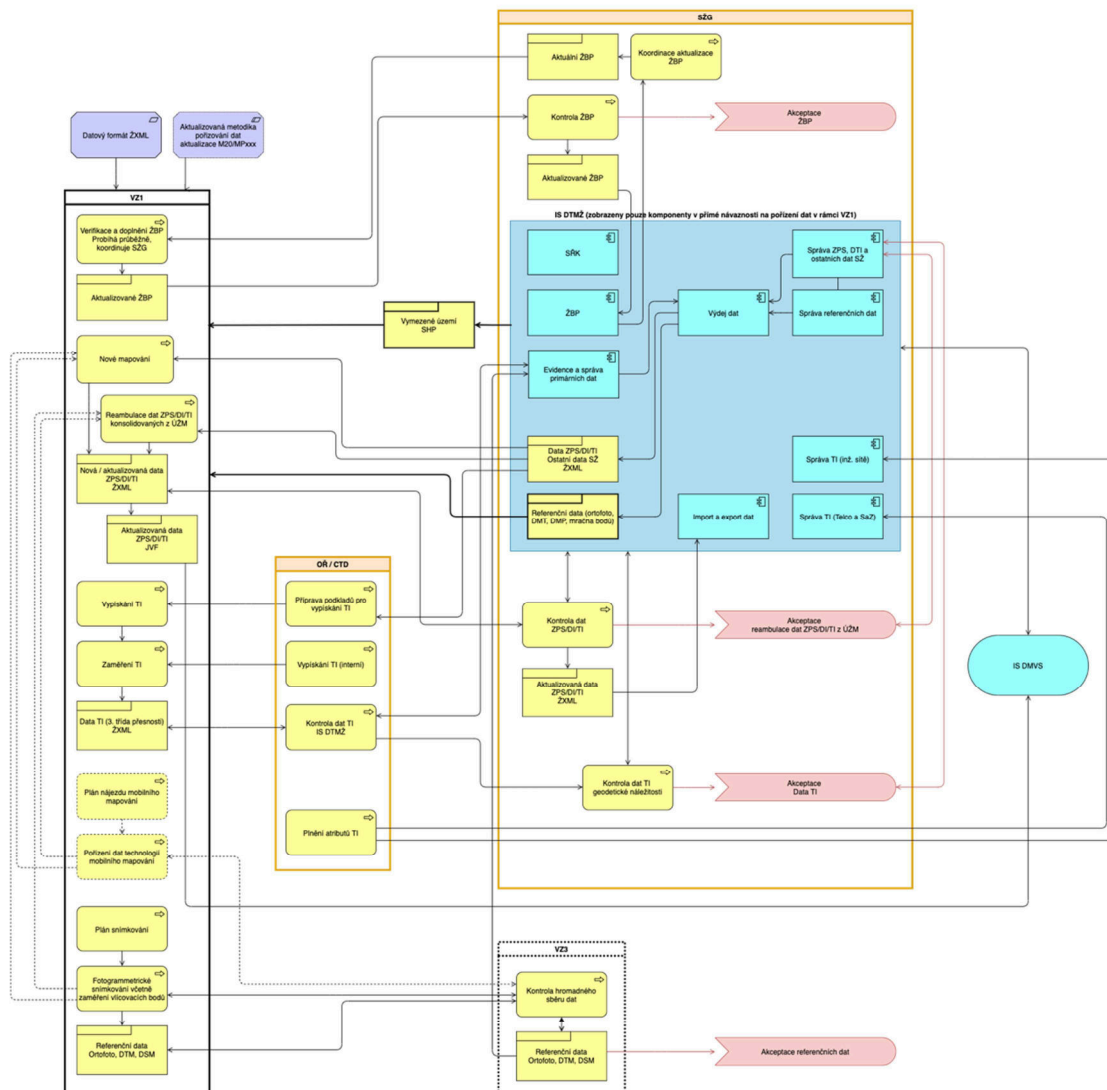 SŽG
Aktuální ŽBP
Koordinace aktualizace
ŽBP
Kontrola ŽBP
Akceptace
ŽBP
Aktualizované ŽBP
Datový formát ŽXML
Aktualizovaná metodika
pořizování dat
aktualizace M20/MPxxx
VZ1
Verifikace a doplnění ŽBP
Probíhá průběžně,
koordinuje SŽG
Aktualizované ŽBP
Nové mapování
Reambulace dat ZPS/DI/TI
konsolidovaných z ÚŽM
Nová / aktualizovaná data
ZPS/DI/TI
ŽXML
Aktualizovaná data
ZPS/DI/TI
JVF
Vypískání TI
Zaměření TI
Data TI (3. třída přesnosti)
ŽXML
Plán nájezdu mobilního
mapování
Pořízení dat technologií
mobilního mapování
Plán snímkování
Fotogrammetrické
snímkování včetně
zaměření vlícovacích bodů
Referenční data
Ortofoto, DTM, DSM
Vymezené území
SHP
IS DTMŽ (zobrazeny pouze komponenty v přímé návaznosti na pořízení dat v rámci VZ1)
SŘK
Správa ZPS, DTI a
ostatních dat SŽ
ŽBP
Výdej dat
Správa referenčních dat
Evidence a správa
primárních dat
Data ZPS/DI/TI
Ostatní data SŽ
ŽXML
Správa TI (inž. sítě)
Referenční data (ortofoto,
DMT, DMP, mračna bodů)
Import a export dat
Správa TI (Telco a SaZ)
OŘ / CTD
Příprava podkladů pro
vypískání TI
Vypískání TI (interní)
Kontrola dat TI
IS DTMŽ
Plnění atributů TI
Kontrola dat
ZPS/DI/TI
Akceptace
reambulace dat ZPS/DI/TI z ÚŽM
Aktualizovaná data
ZPS/DI/TI
ŽXML
IS DMVS
Kontrola dat TI
geodetické náležitosti
Akceptace
Data TI
VZ3
Kontrola hromadného
sběru dat
Referenční data
Ortofoto, DTM, DSM
Akceptace referenčních dat